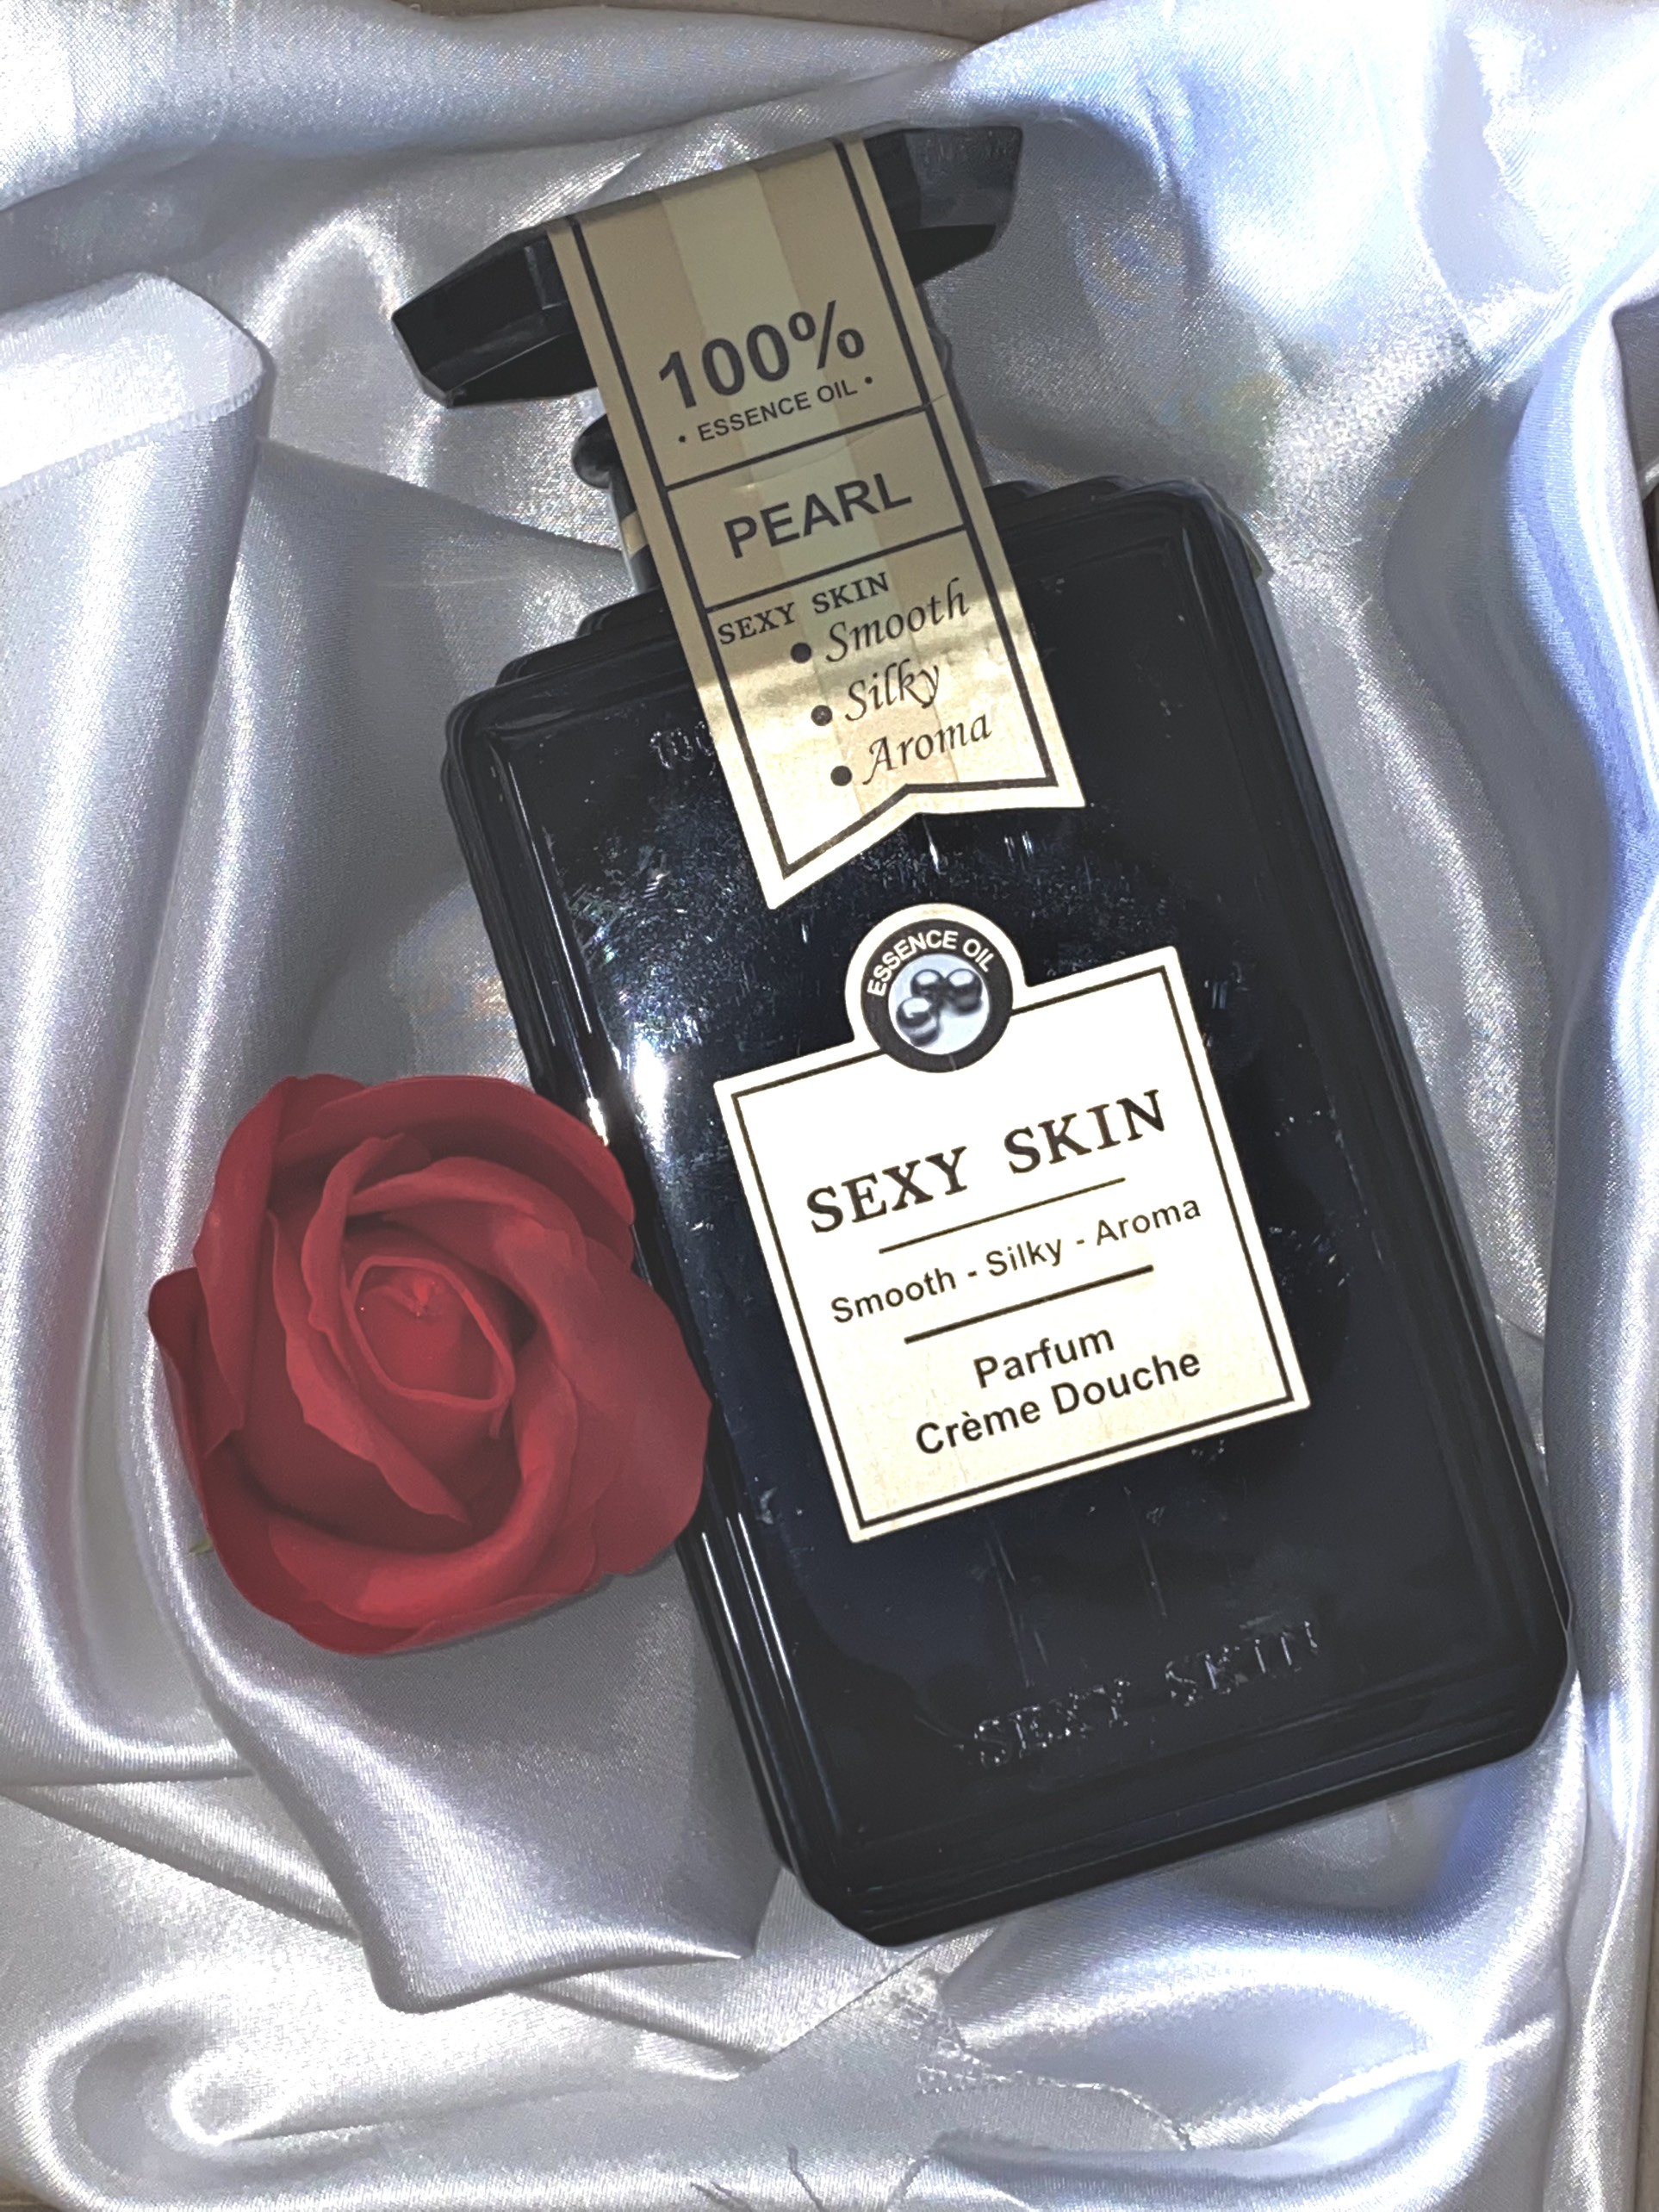 100%
• ESSENCE OIL •
PEARL
SEXY SKIN
• Smooth
• Silky
• Aroma
ESSENCE OIL
SEXY SKIN
Smooth - Silky - Aroma
Parfum
Crème Douche
SEXY SKIN